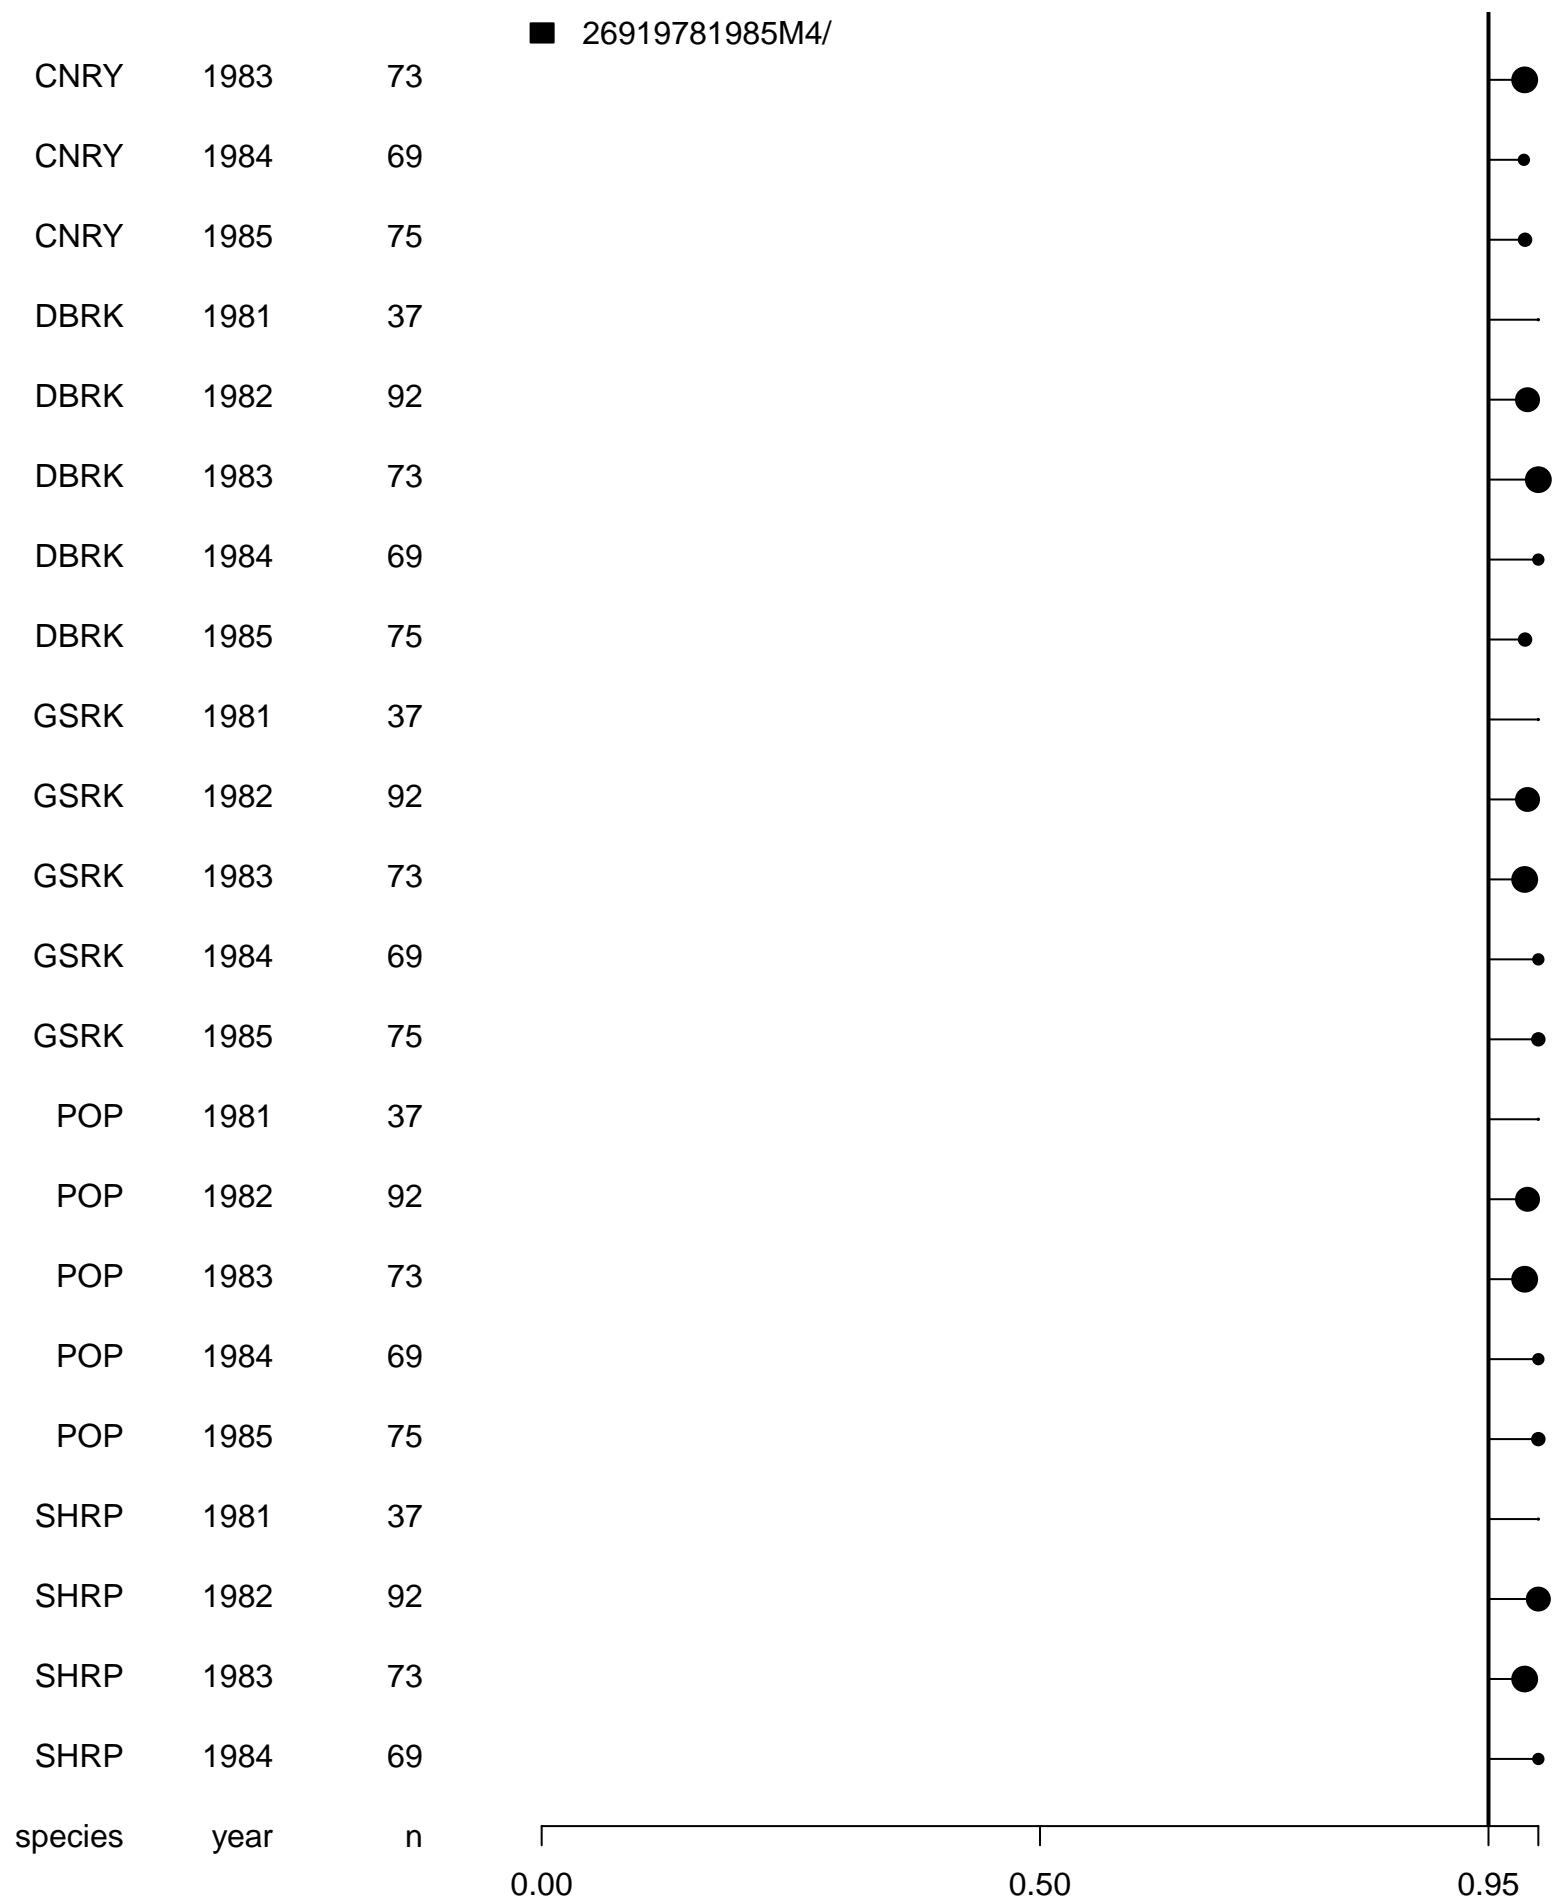 26919781985M4/
CNRY 1983 73
CNRY 1984 69
CNRY 1985 75
DBRK 1981 37
DBRK 1982 92
DBRK 1983 73
DBRK 1984 69
DBRK 1985 75
GSRK 1981 37
GSRK 1982 92
GSRK 1983 73
GSRK 1984 69
GSRK 1985 75
POP 1981 37
POP 1982 92
POP 1983 73
POP 1984 69
POP 1985 75
SHRP 1981 37
SHRP 1982 92
SHRP 1983 73
SHRP 1984 69
species year n
0.00 0.50 0.95